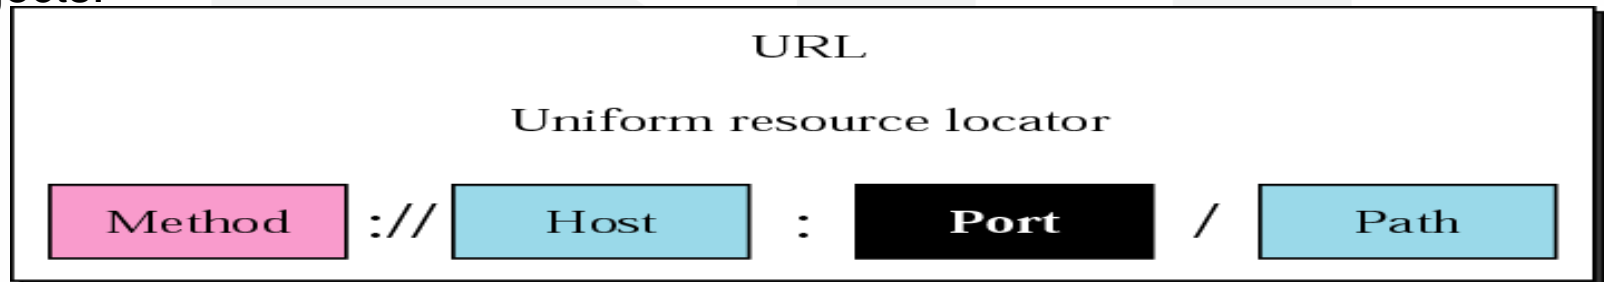 URL
Uniform resource locator
Method :// Host : Port / Path